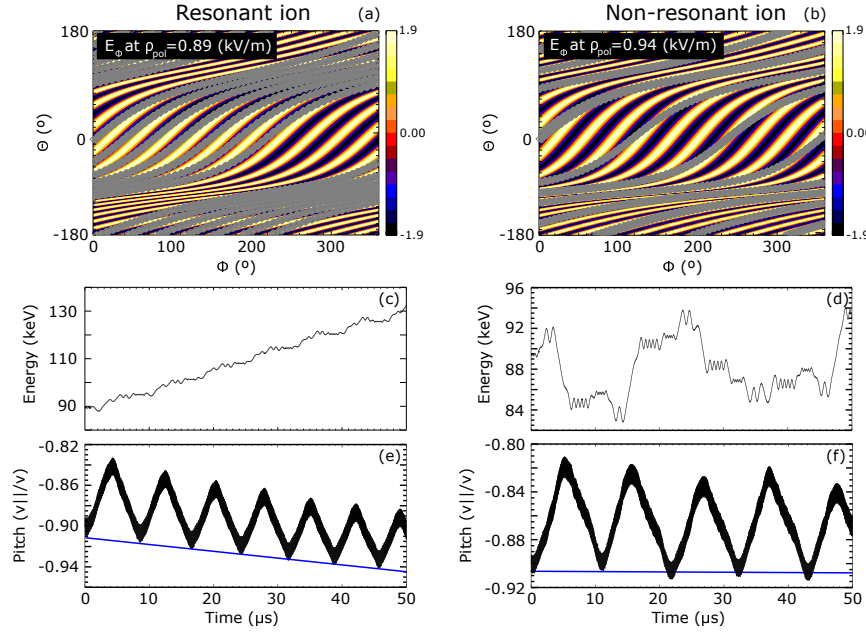 Resonant ion
(a)
Non-resonant ion
(b)
E_Φ at ρ_pol=0.89 (kV/m)
E_Φ at ρ_pol=0.94 (kV/m)
180
0
-180
Θ (º)
0 100 200 300
Φ (º)
1.9
0.00
-1.9
180
0
-180
Θ (º)
0 100 200 300
Φ (º)
1.9
0.00
-1.9
(c)
130
110
90
Energy (keV)
(d)
96
92
88
84
Energy (keV)
(e)
-0.82
-0.86
-0.90
-0.94
Pitch (v||/v)
0 10 20 30 40 50
Time (µs)
(f)
-0.80
-0.84
-0.88
-0.92
Pitch (v||/v)
0 10 20 30 40 50
Time (µs)